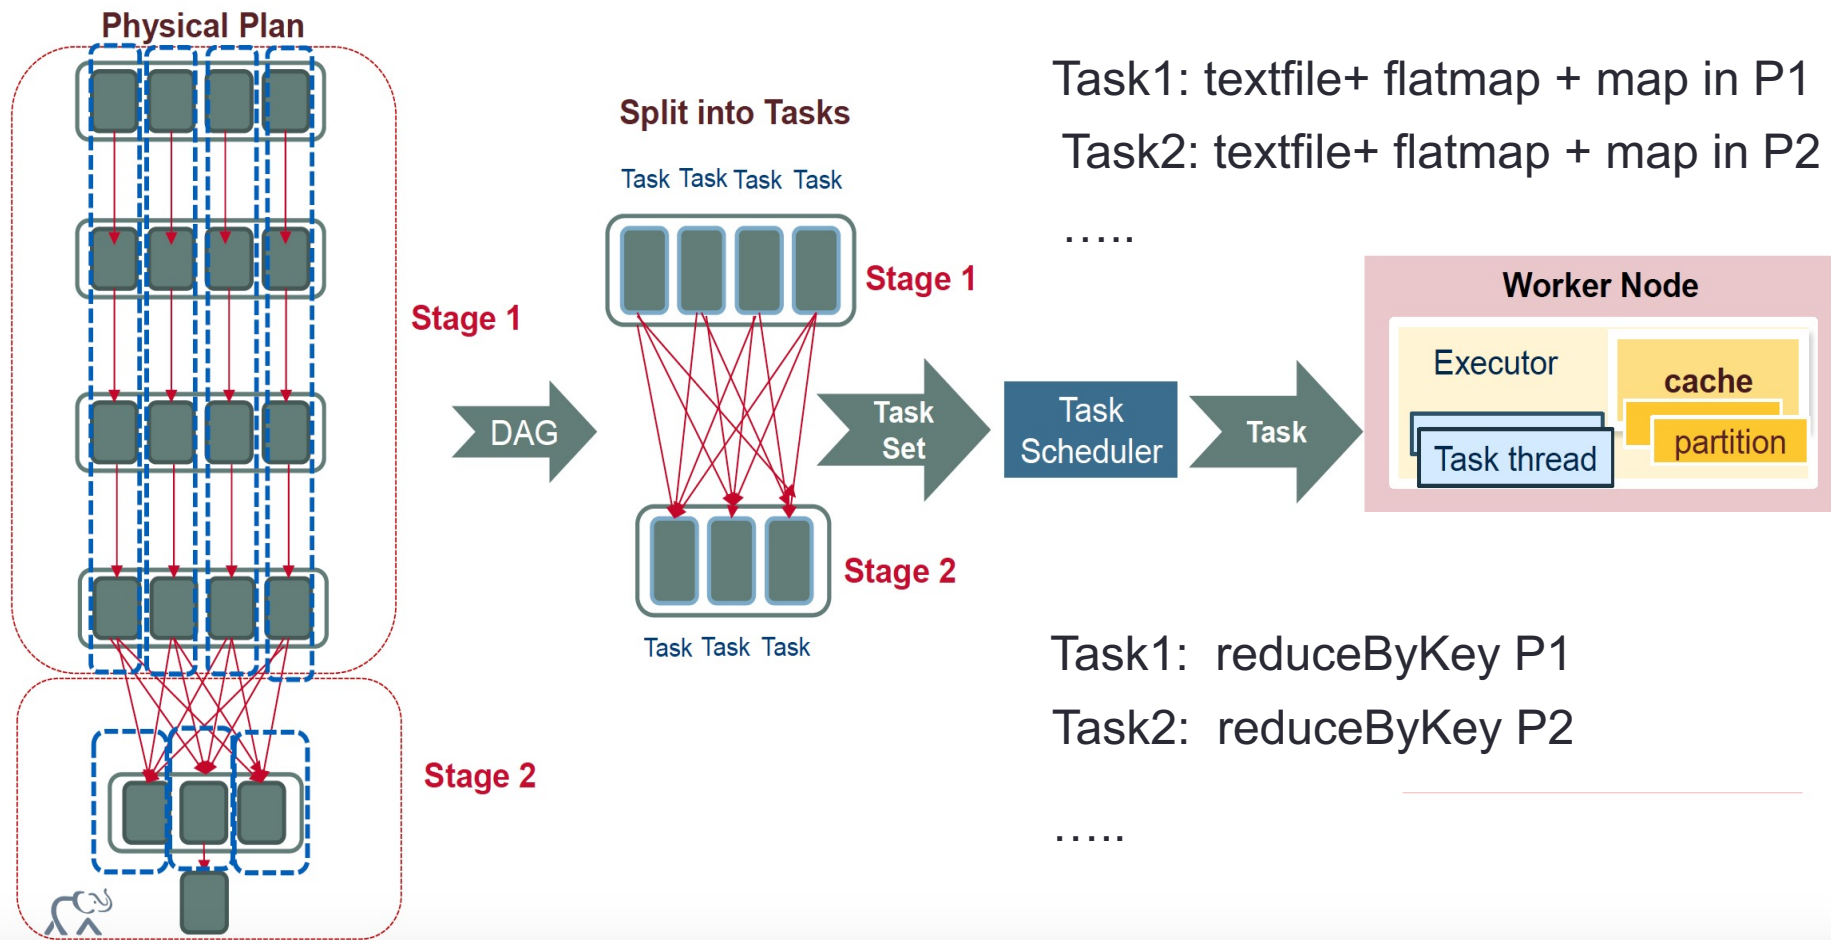 Physical Plan
Stage 1
Stage 2
DAG
Split into Tasks
Task Task Task Task
Stage 1
Stage 2
Task Task Task
Task
Set
Task
Scheduler
Task
Task1: textfile+ flatmap + map in P1
Task2: textfile+ flatmap + map in P2
.....
Worker Node
Executor
cache
partition
Task thread
Task1: reduceByKey P1
Task2: reduceByKey P2
.....